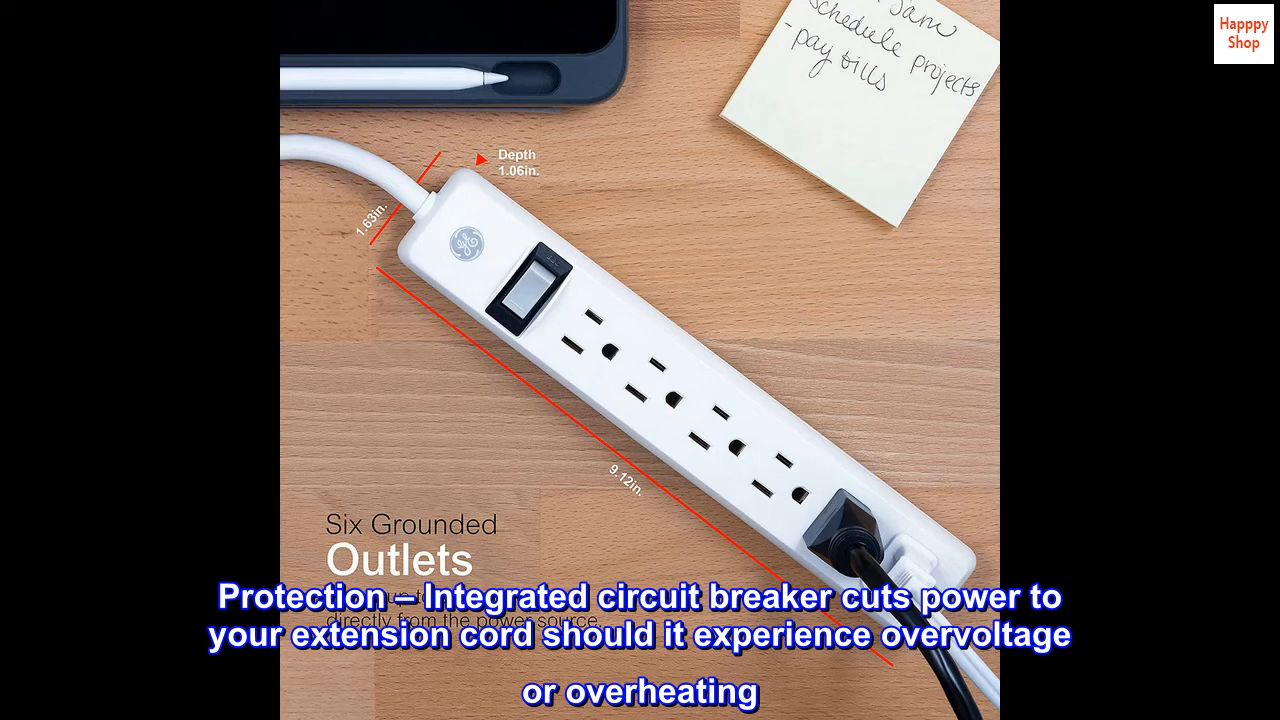 Happpy
Shop
Jam
schedule projects
-pay bills
Depth
1.06in.
1.63in.
9.12in.
Six Grounded
Outlets
directly from the power source.
Protection – Integrated circuit breaker cuts power to
your extension cord should it experience overvoltage
or overheating